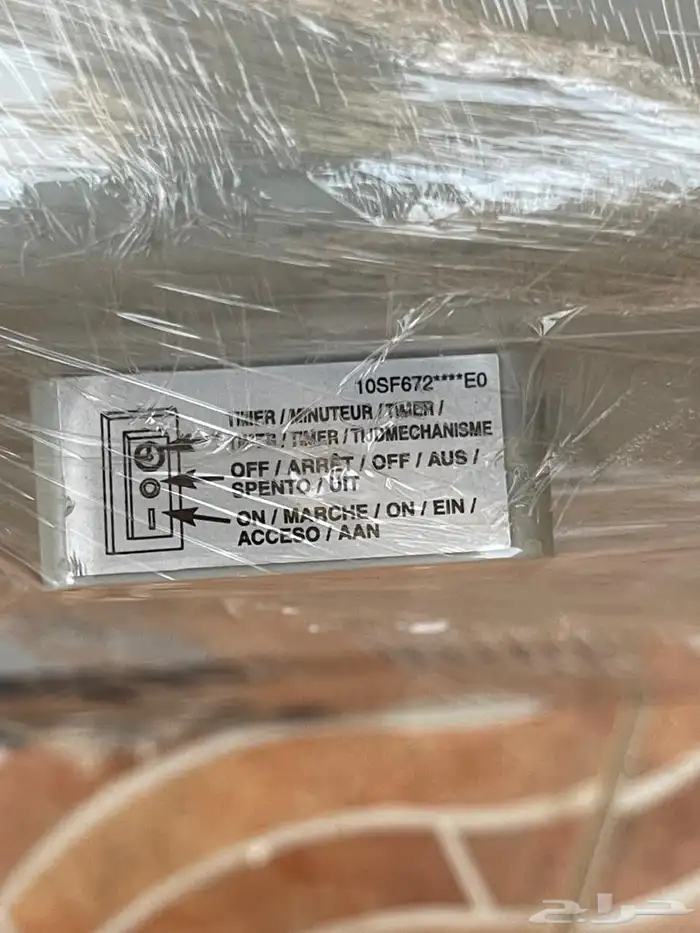 10SF672****E0
TIMER / MINUTEUR / TIMER /
TIMER / TIMER / TIJDMECHANISME
OFF / ARRÊT / OFF / AUS /
SPENTO / UIT
ON / MARCHE / ON / EIN /
ACCESO / AAN
حراج